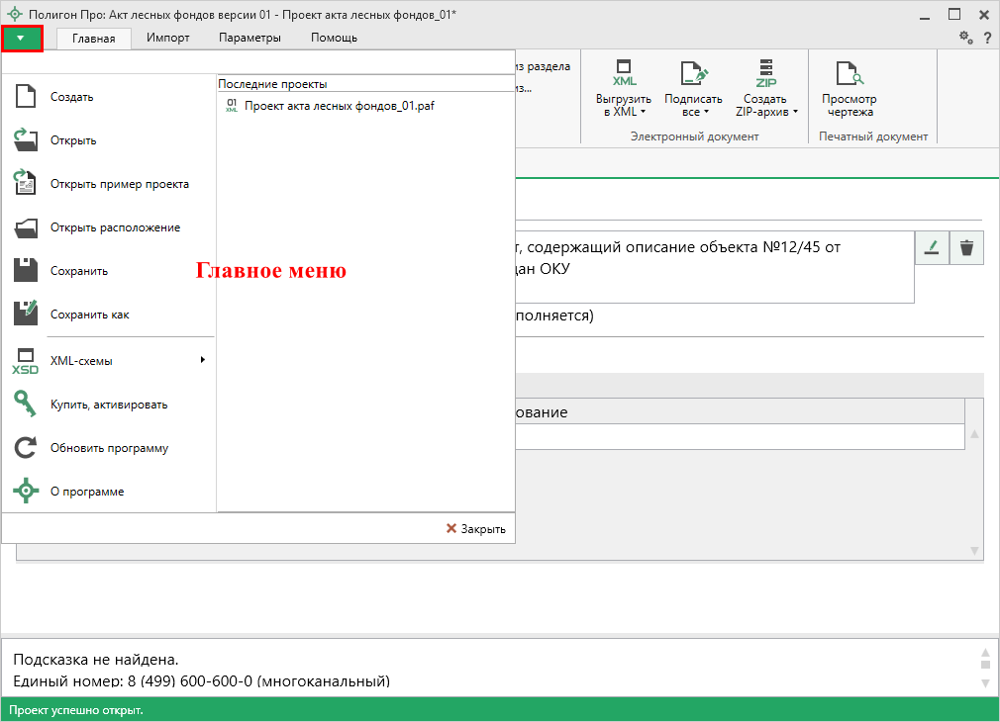 Полигон Про: Акт лесных фондов версии 01 - Проект акта лесных фондов_01*
Главная
Импорт
Параметры
Помощь
?
из раздела
из...
XML
Выгрузить
в XML
Подписать
все
ZIP
Создать
ZIP-архив
Электронный документ
Просмотр
чертежа
Печатный документ
Создать
Открыть
Открыть пример проекта
Открыть расположение
Сохранить
Сохранить как
XSD
XML-схемы
Купить, активировать
Обновить программу
О программе
Последние проекты
01
XML
Проект акта лесных фондов_01.paf
Главное меню
Закрыть
т, содержащий описание объекта №12/45 от
дан ОКУ
полняется)
ование
Подсказка не найдена.
Единый номер: 8 (499) 600-600-0 (многоканальный)
Проект успешно открыт.